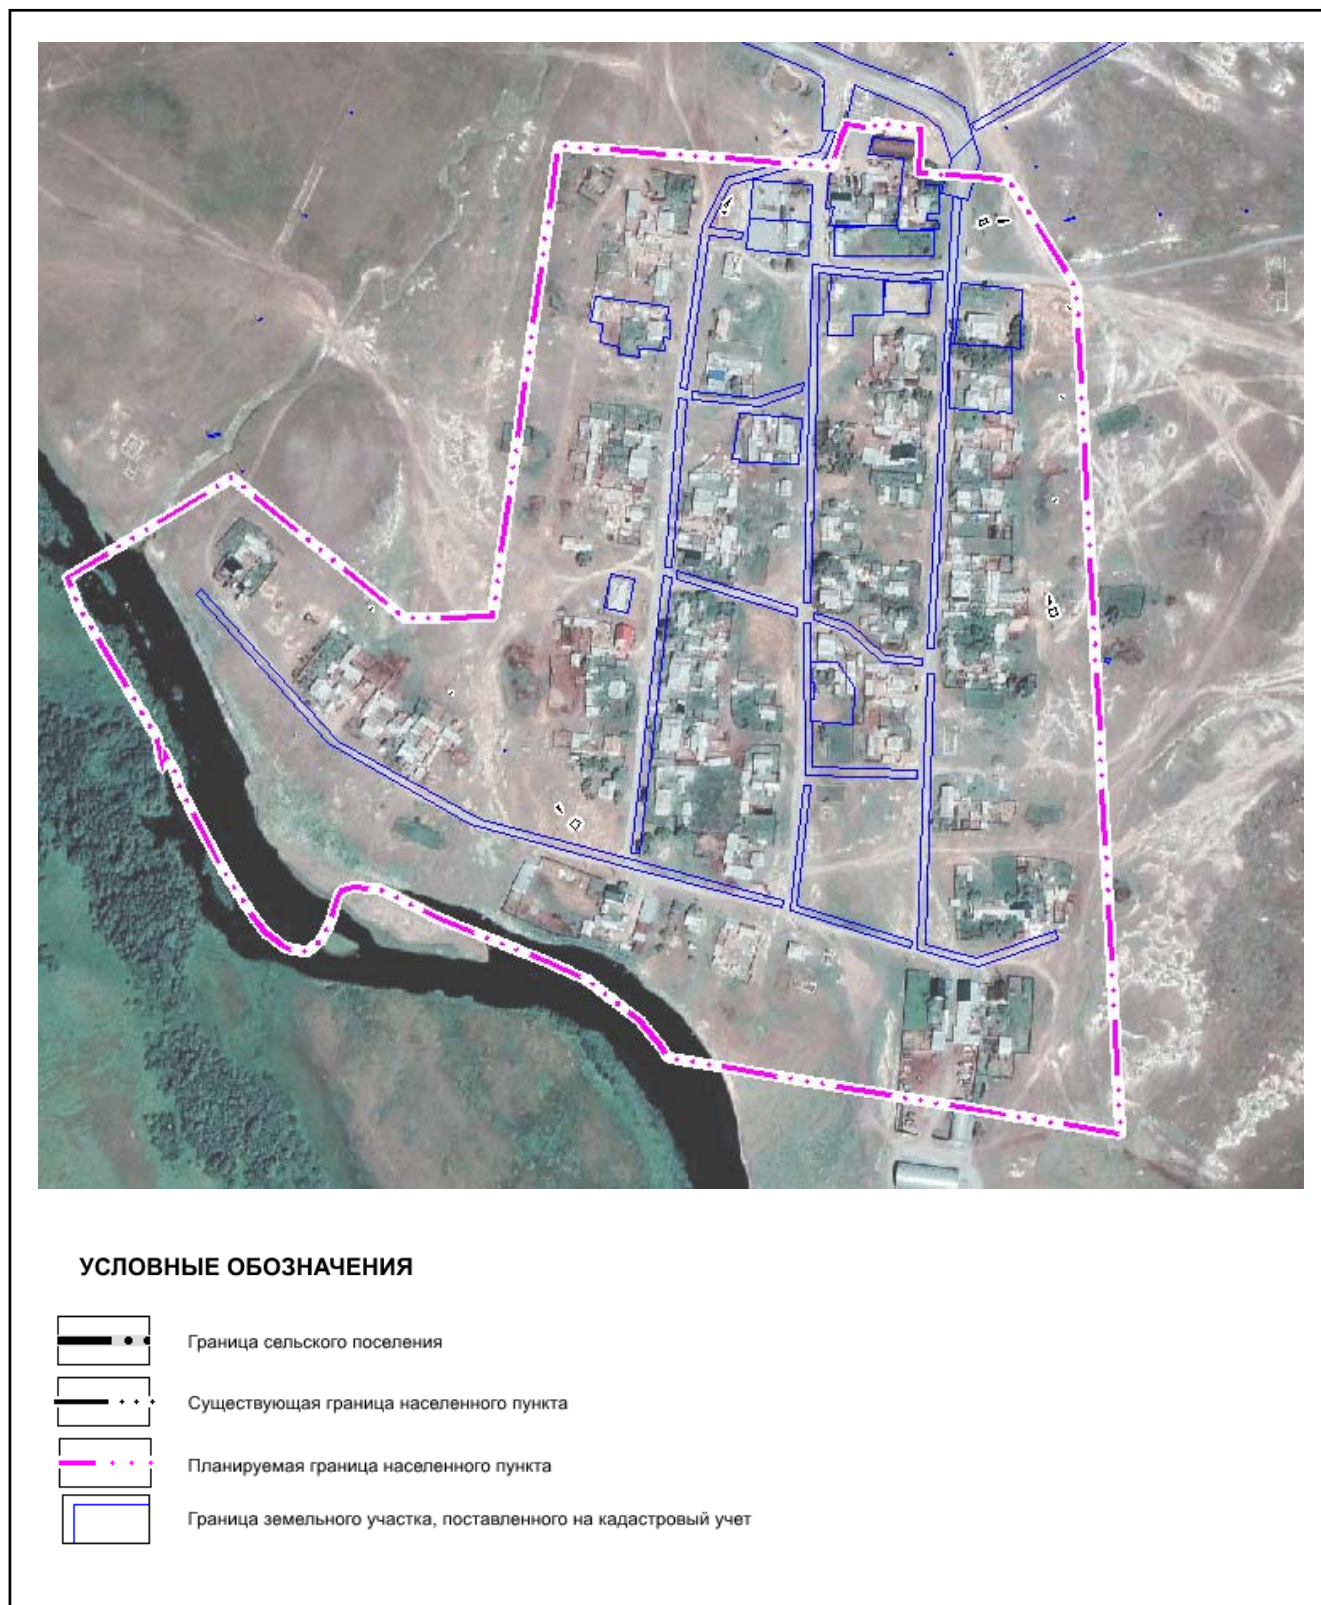 УСЛОВНЫЕ ОБОЗНАЧЕНИЯ
Граница сельского поселения
Существующая граница населенного пункта
Планируемая граница населенного пункта
Граница земельного участка, поставленного на кадастровый учет